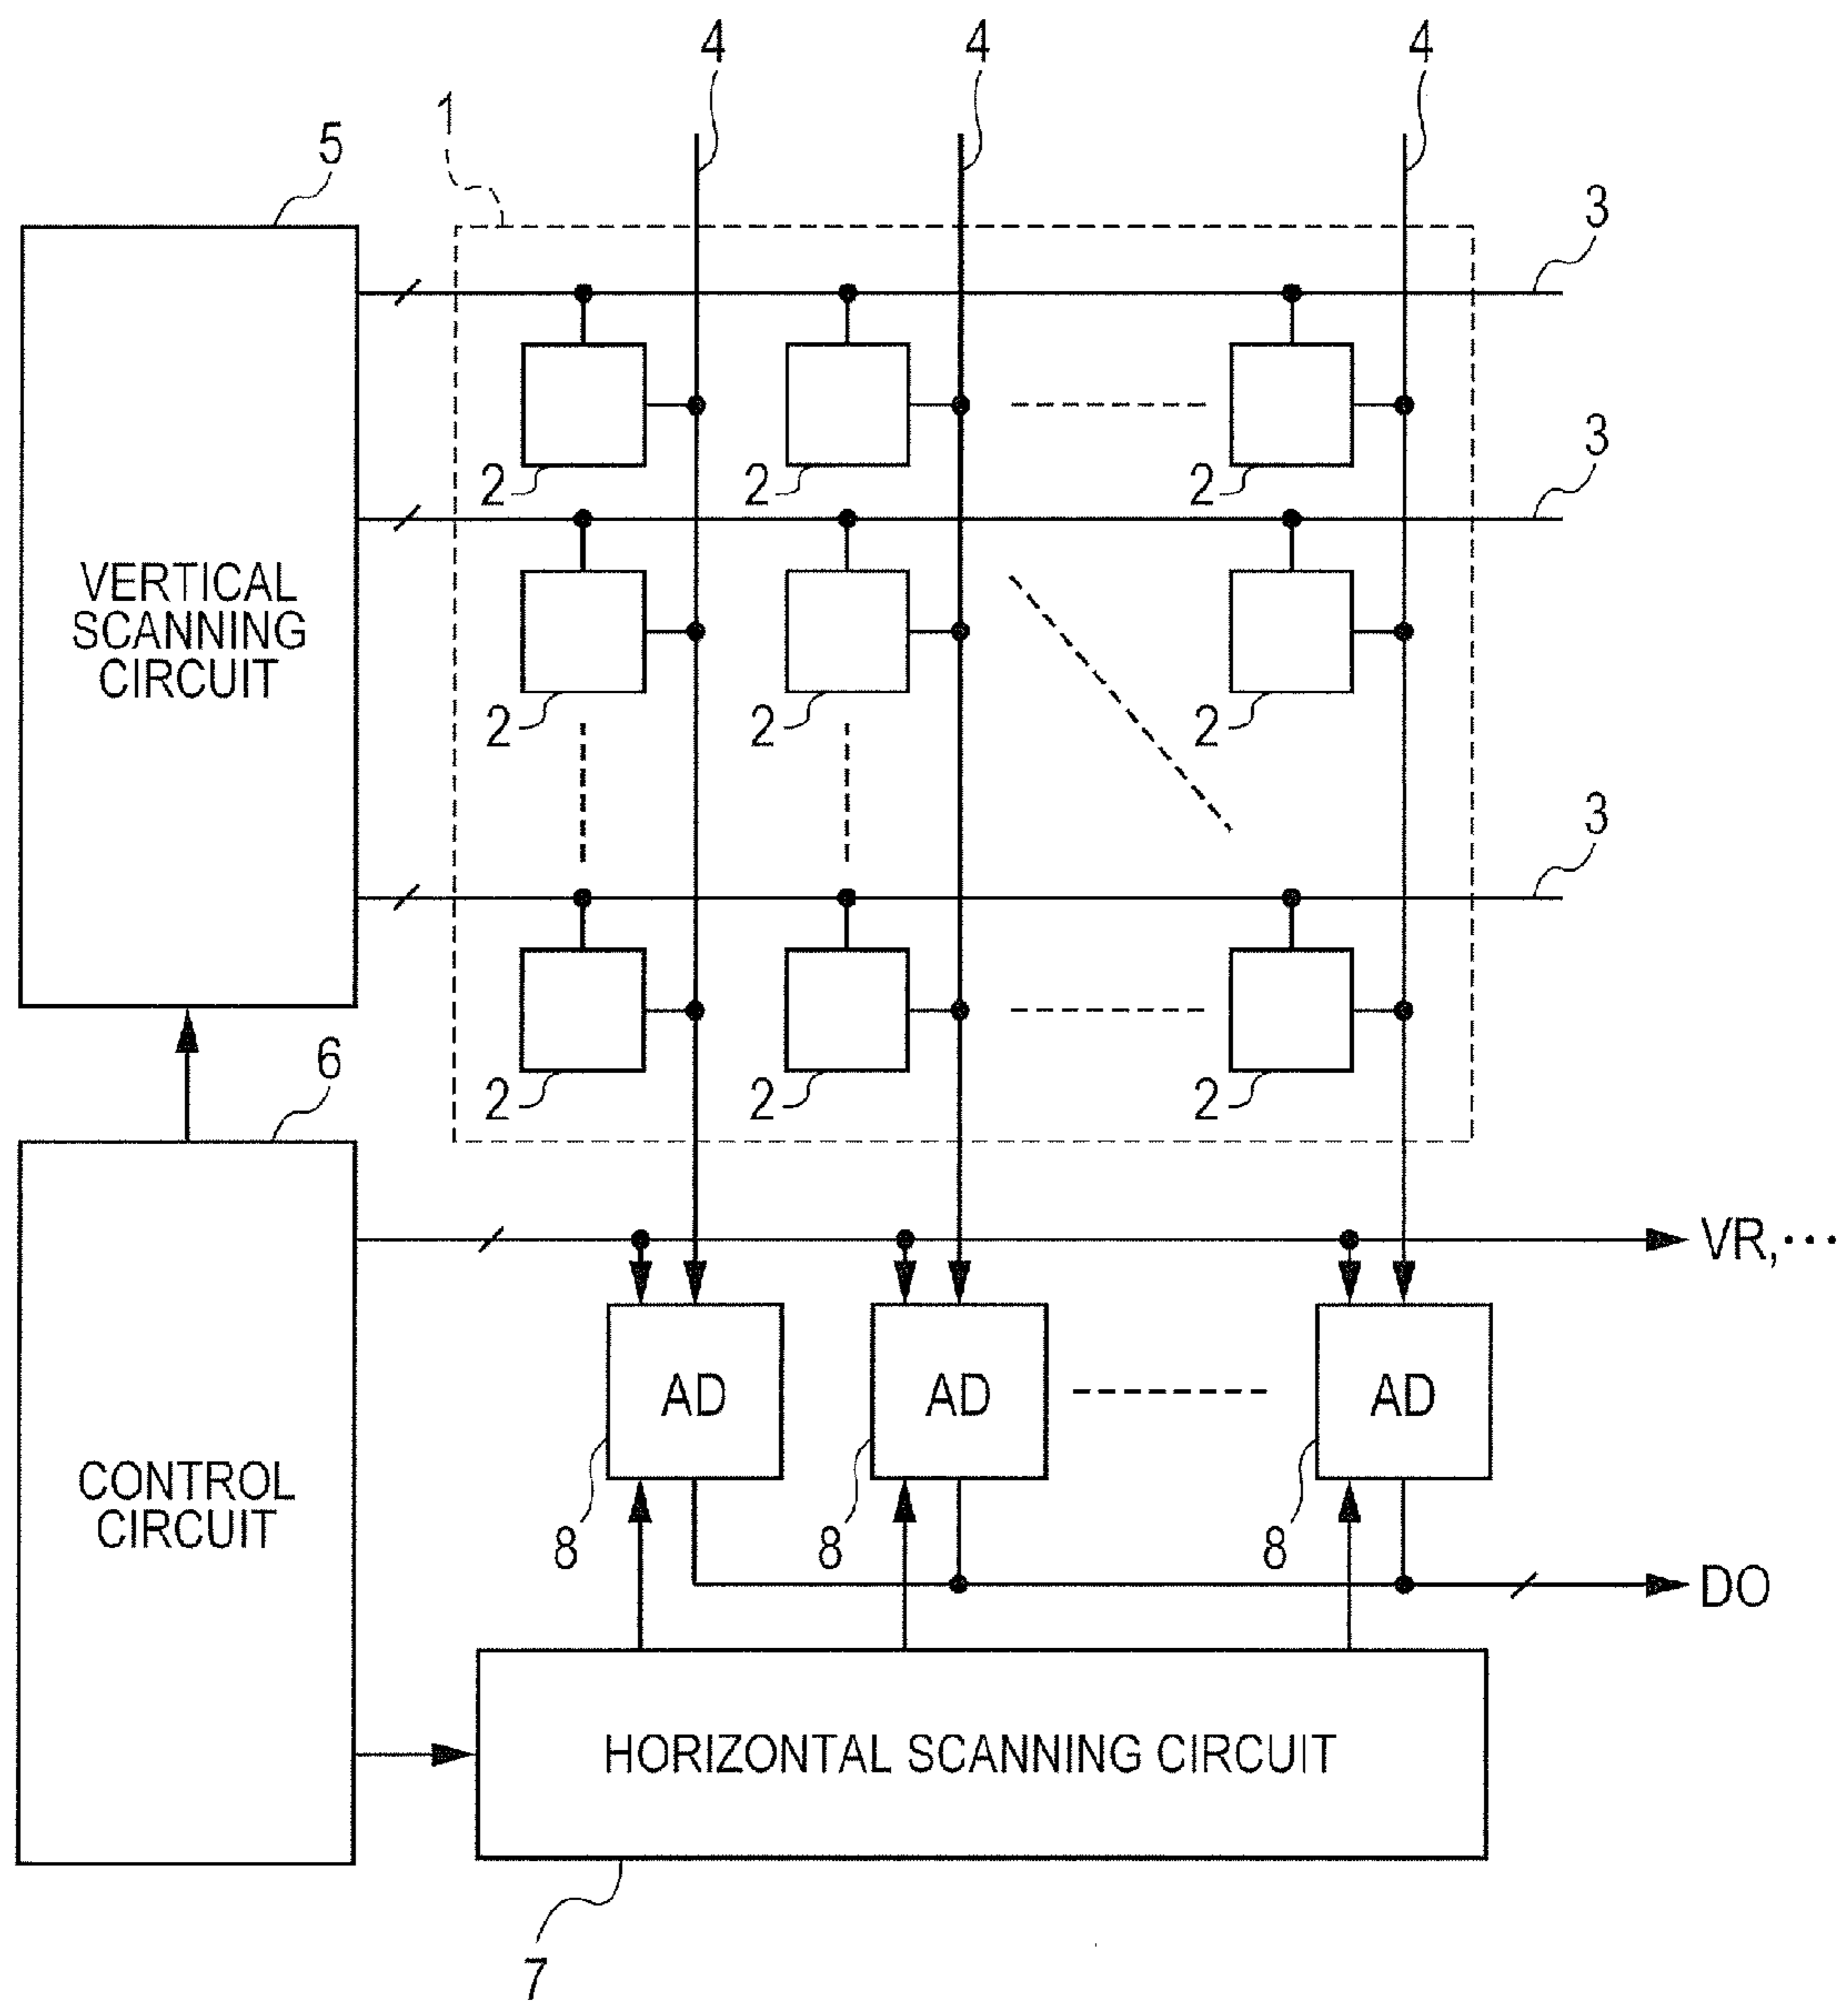 4 4 4
1
5
3
2 2 2
3
VERTICAL
SCANNING
CIRCUIT
2 2 2
3
6
2 2 2
VR,···
AD AD AD
CONTROL
CIRCUIT
8 8 8
DO
HORIZONTAL SCANNING CIRCUIT
7